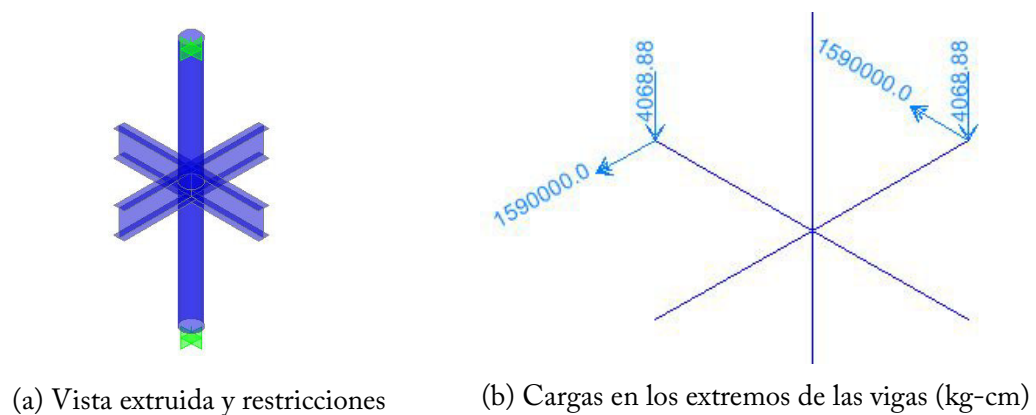 4068.88
1590000.0
1590000.0
4068.88
(a) Vista extruida y restricciones
(b) Cargas en los extremos de las vigas (kg-cm)